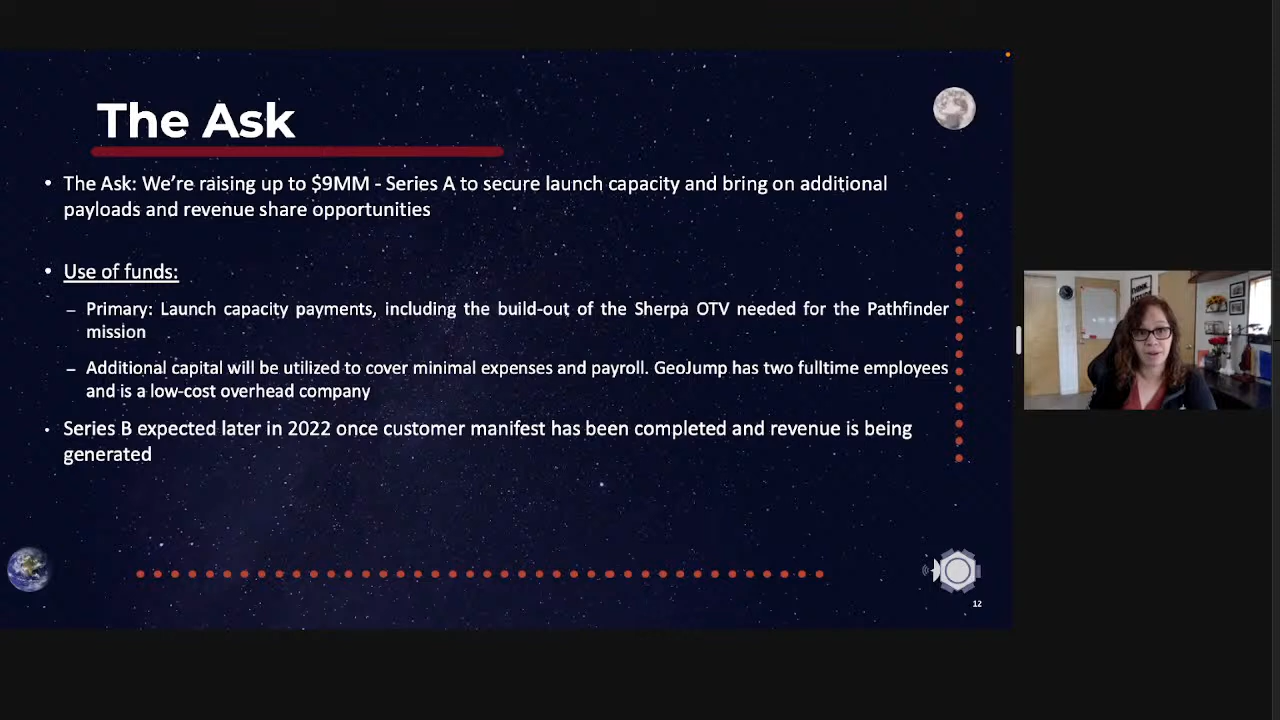 The Ask
• The Ask: We're raising up to $9MM - Series A to secure launch capacity and bring on additional
payloads and revenue share opportunities
• Use of funds:
– Primary: Launch capacity payments, including the build-out of the Sherpa OTV needed for the Pathfinder
mission
– Additional capital will be utilized to cover minimal expenses and payroll. GeoJump has two fulltime employees
and is a low-cost overhead company
• Series B expected later in 2022 once customer manifest has been completed and revenue is being
generated
12
THINK